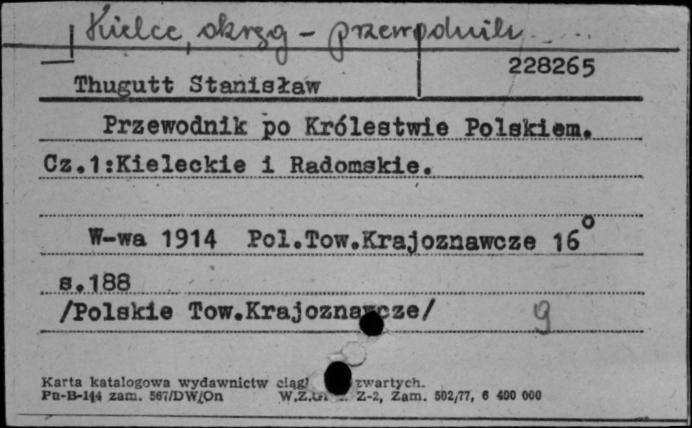 Kielce, okręg - przewodnik
228265
Thugutt Stanisław
Przewodnik po Królestwie Polskiem.
Cz.1:Kieleckie i Radomskie.
W-wa 1914 Pol.Tow.Krajoznawcze 16°
s.188
/Polskie Tow.Krajoznawcze/ g
Karta katalogowa wydawnictw zwartych.
Pu-B-144 zam. 567/DW/On Z-2, Zam. 502/77, 6 400 000